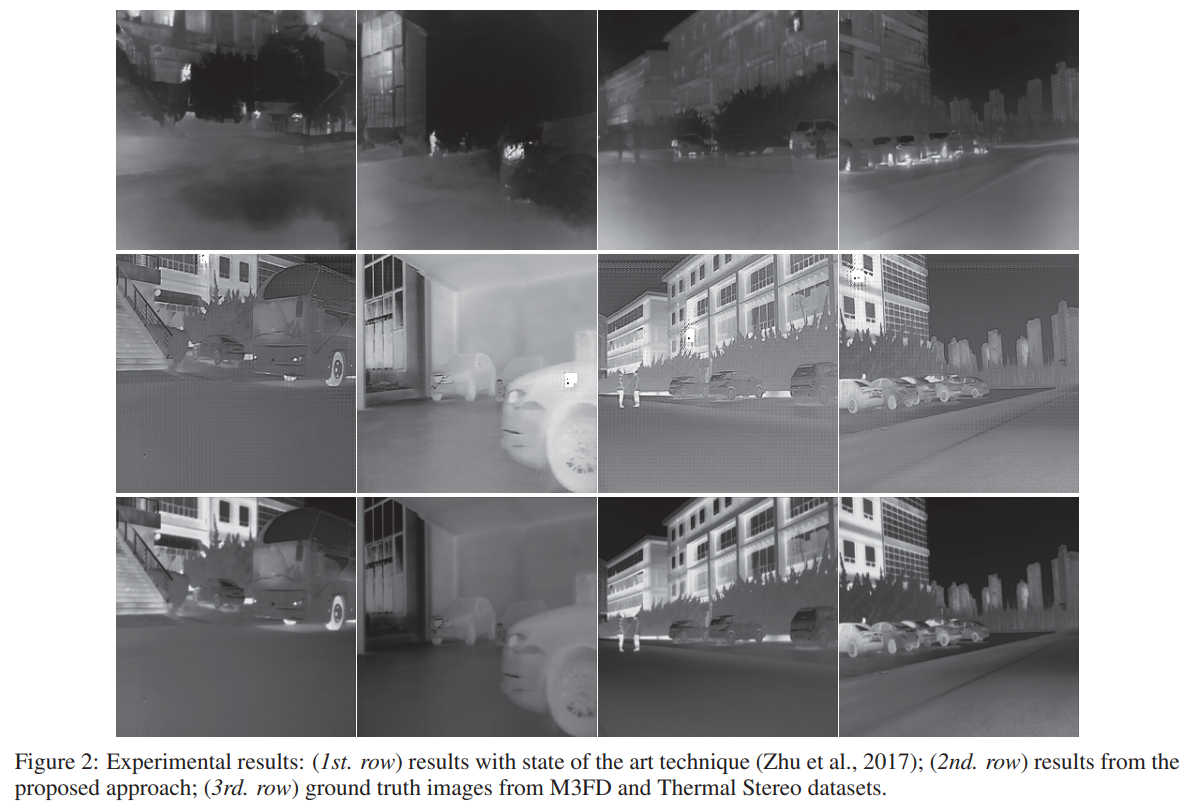 Figure 2: Experimental results: (1st. row) results with state of the art technique (Zhu et al., 2017); (2nd. row) results from the
proposed approach; (3rd. row) ground truth images from M3FD and Thermal Stereo datasets.